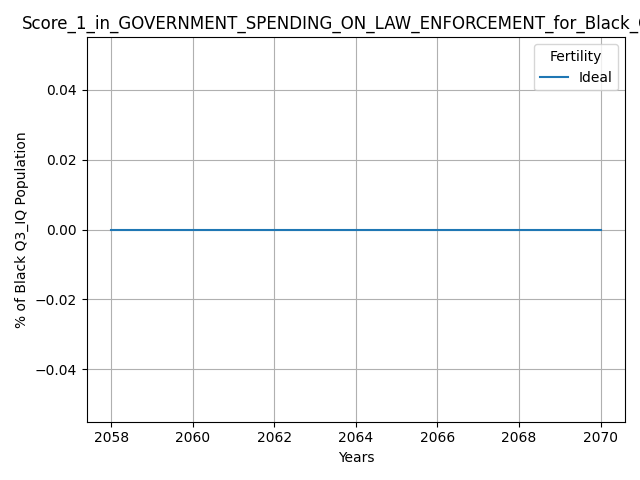 Score_1_in_GOVERNMENT_SPENDING_ON_LAW_ENFORCEMENT_for_Black_
Fertility
Ideal
0.04
0.02
0.00
−0.02
−0.04
% of Black Q3_IQ Population
2058 2060 2062 2064 2066 2068 2070
Years